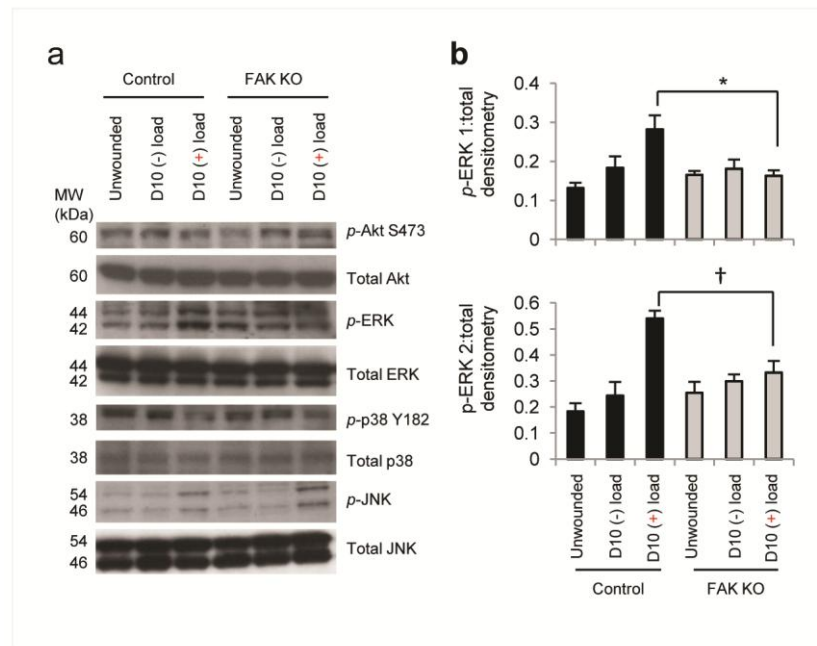 a
Control
FAK KO
Unwounded
D10 (-) load
D10 (+) load
Unwounded
D10 (-) load
D10 (+) load
MW
(kDa)
60
p-Akt S473
60
Total Akt
44
42
p-ERK
44
42
Total ERK
38
p-p38 Y182
38
Total p38
54
46
p-JNK
54
46
Total JNK
b
p-ERK 1:total
densitometry
0.4
0.3
0.2
0.1
0
*
p-ERK 2:total
densitometry
0.6
0.5
0.4
0.3
0.2
0.1
0
†
Unwounded
D10 (-) load
D10 (+) load
Unwounded
D10 (-) load
D10 (+) load
Control
FAK KO